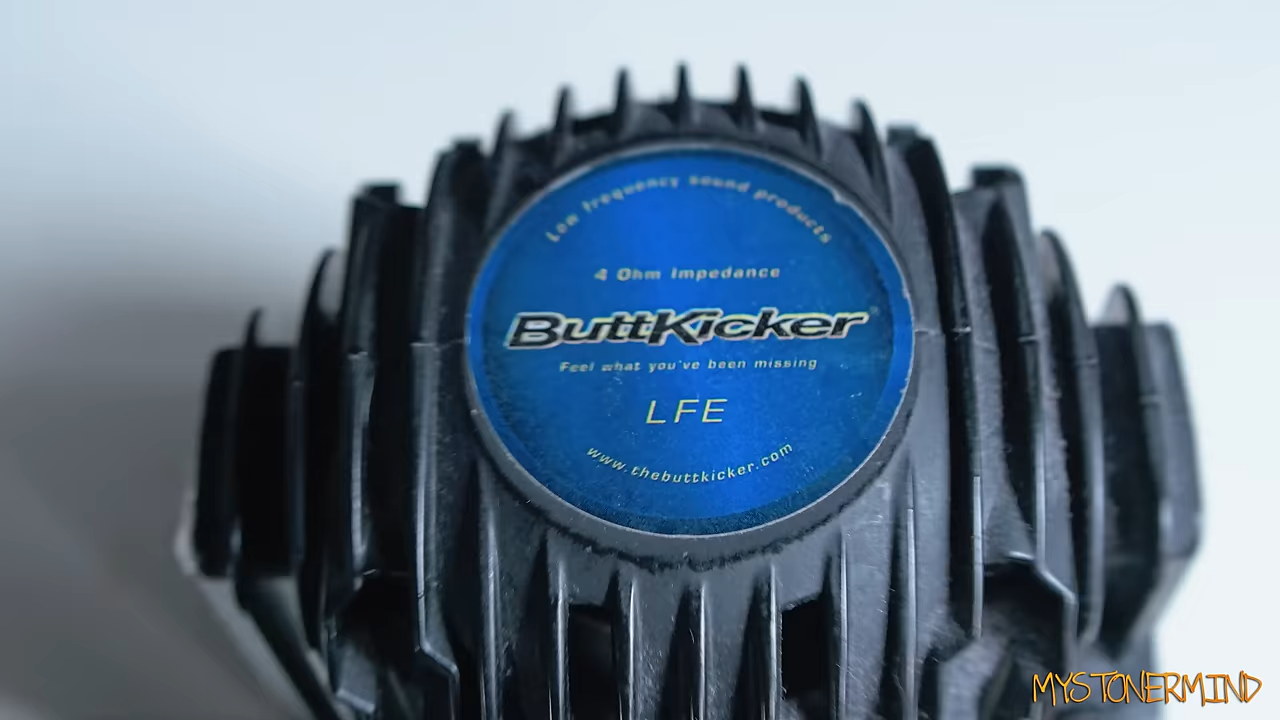 Low frequency sound products
4 Ohm Impedance
ButtKicker®
Feel what you've been missing
LFE
www.thebuttkicker.com
MYSTONERMIND